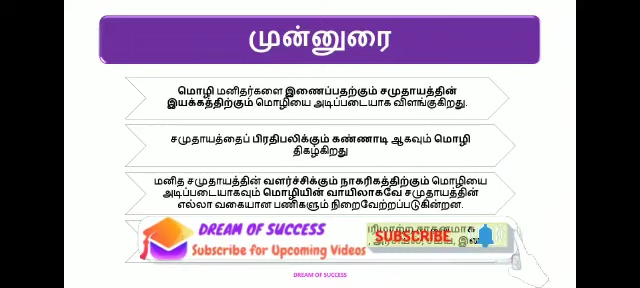 முன்னுரை
மொழி மனிதர்களை இணைப்பதற்கும் சமுதாயத்தின்
இயக்கத்திற்கும் மொழியை அடிப்படையாக விளங்குகிறது.
சமுதாயத்தைப் பிரதிபலிக்கும் கண்ணாடி ஆகவும் மொழி
திகழ்கிறது
மனித சமுதாயத்தின் வளர்ச்சிக்கும் நாகரிகத்திற்கும் மொழியை
அடிப்படையாகவும் மொழியின் வாயிலாகவே சமுதாயத்தின்
எல்லா வகையான பணிகளும் நிறைவேற்றப்படுகின்றன.
DREAM OF SUCCESS
Subscribe for Upcoming Videos
SUBSCRIBE
DREAM OF SUCCESS